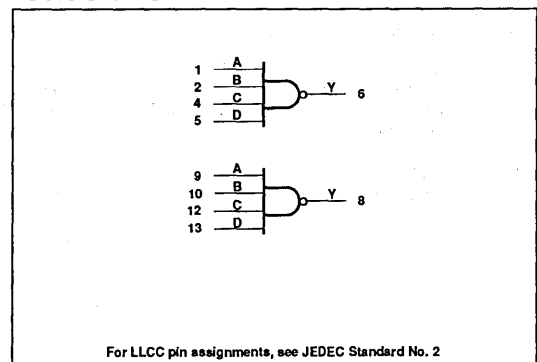 1 A
2 B
4 C
5 D
Y 6
9 A
10 B
12 C
13 D
Y 8
For LLCC pin assignments, see JEDEC Standard No. 2